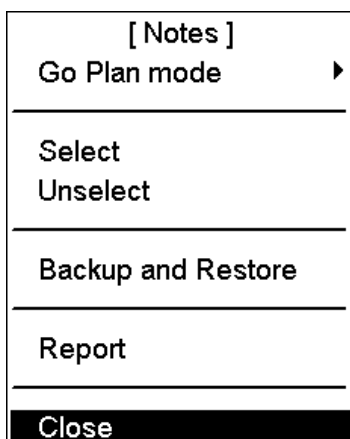 [ Notes ]
Go Plan mode
Select
Unselect
Backup and Restore
Report
Close